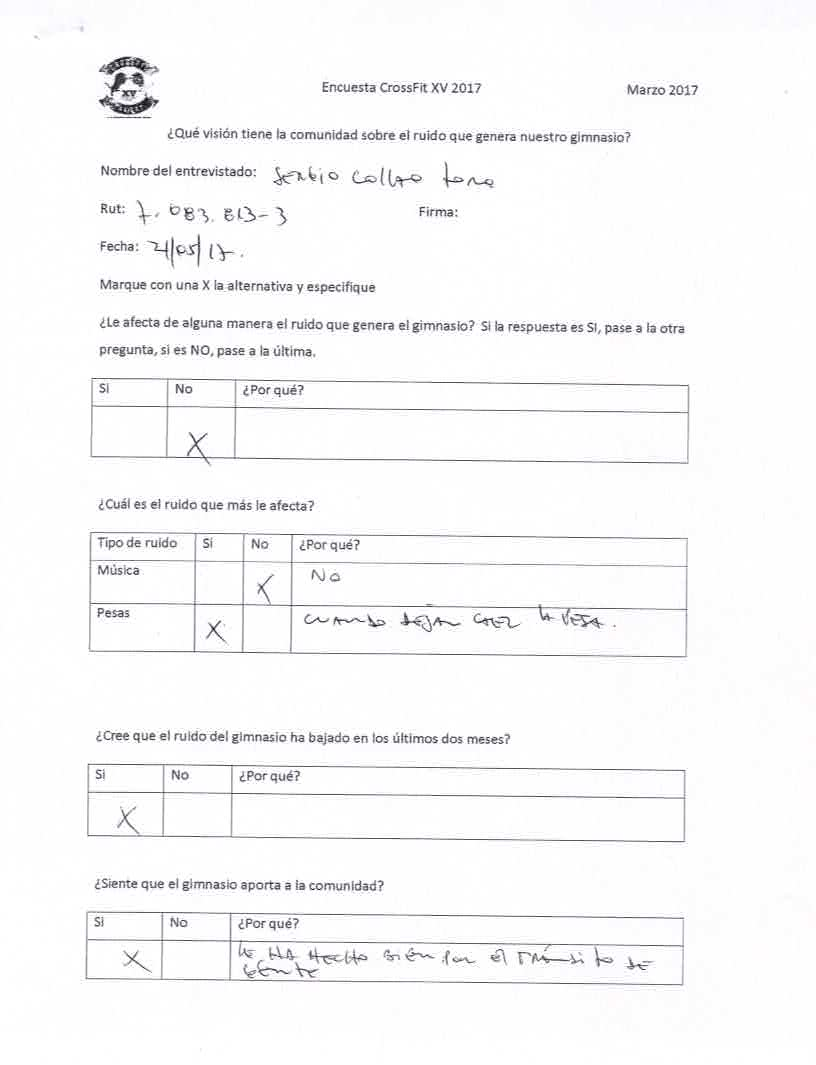 XV
Encuesta CrossFit XV 2017
Marzo 2017
¿Qué visión tiene la comunidad sobre el ruido que genera nuestro gimnasio?
Nombre del entrevistado: Sergio Collao
Rut: 7.083.813-3
Firma:
Fecha: 21/05/17.
Marque con una X la alternativa y especifique
¿Le afecta de alguna manera el ruido que genera el gimnasio? Si la respuesta es SI, pase a la otra
pregunta, si es NO, pase a la última.
Si No ¿Por qué?
X
¿Cuál es el ruido que más le afecta?
Tipo de ruido Si No ¿Por qué?
Música X NO
Pesas X CUANDO DEJAN CAER LA PESA.
¿Cree que el ruido del gimnasio ha bajado en los últimos dos meses?
Si No ¿Por qué?
X
¿Siente que el gimnasio aporta a la comunidad?
Si No ¿Por qué?
X LE HA HECHO BIEN por el TRÁnsito DE
GEnte